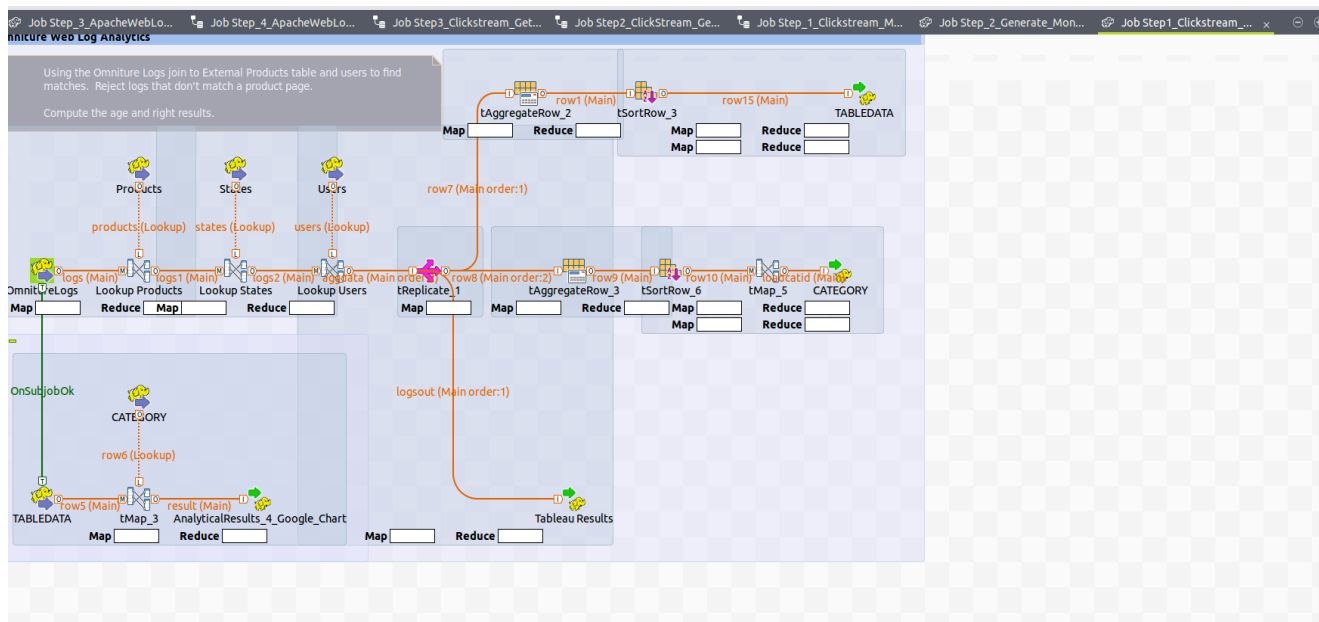 Job Step_3_ApacheWebLo...
Job Step_4_ApacheWebLo...
Job Step3_Clickstream_Get...
Job Step2_ClickStream_Ge...
Job Step_1_Clickstream_M...
Job Step_2_Generate_Mon...
Job Step1_Clickstream_...
mniture Web Log Analytics
Using the Omniture Logs join to External Products table and users to find
matches. Reject logs that don't match a product page.
Compute the age and right results.
row1 (Main)
row15 (Main)
tAggregateRow_2
tSortRow_3
TABLEDATA
Map
Reduce
Map
Reduce
Map
Reduce
Products
States
Users
row7 (Main order:1)
products (Lookup)
states (Lookup)
users (Lookup)
logs (Main)
logs1 (Main)
logs2 (Main)
aggdata (Main order:1)
row8 (Main order:2)
row9 (Main)
row10 (Main)
loadcatid (Main)
OmnitureLogs
Lookup Products
Lookup States
Lookup Users
tReplicate_1
tAggregateRow_3
tSortRow_6
tMap_5
CATEGORY
Map
Reduce
Map
Reduce
Map
Map
Reduce
Map
Reduce
Map
Reduce
OnSubjobOk
logsout (Main order:1)
CATEGORY
row6 (Lookup)
row5 (Main)
result (Main)
TABLEDATA
tMap_3
AnalyticalResults_4_Google_Chart
Tableau Results
Map
Reduce
Map
Reduce